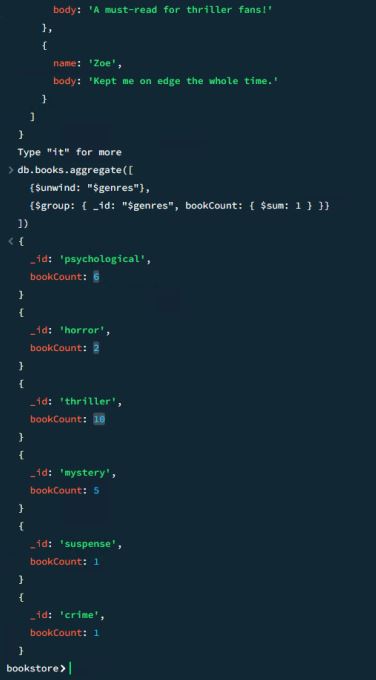 body: 'A must-read for thriller fans!'
},
{
name: 'Zoe',
body: 'Kept me on edge the whole time.'
}
]
}
Type "it" for more
> db.books.aggregate([
{$unwind: "$genres"},
{$group: { _id: "$genres", bookCount: { $sum: 1 } }}
])
< {
_id: 'psychological',
bookCount: 6
}
{
_id: 'horror',
bookCount: 2
}
{
_id: 'thriller',
bookCount: 10
}
{
_id: 'mystery',
bookCount: 5
}
{
_id: 'suspense',
bookCount: 1
}
{
_id: 'crime',
bookCount: 1
}
bookstore>